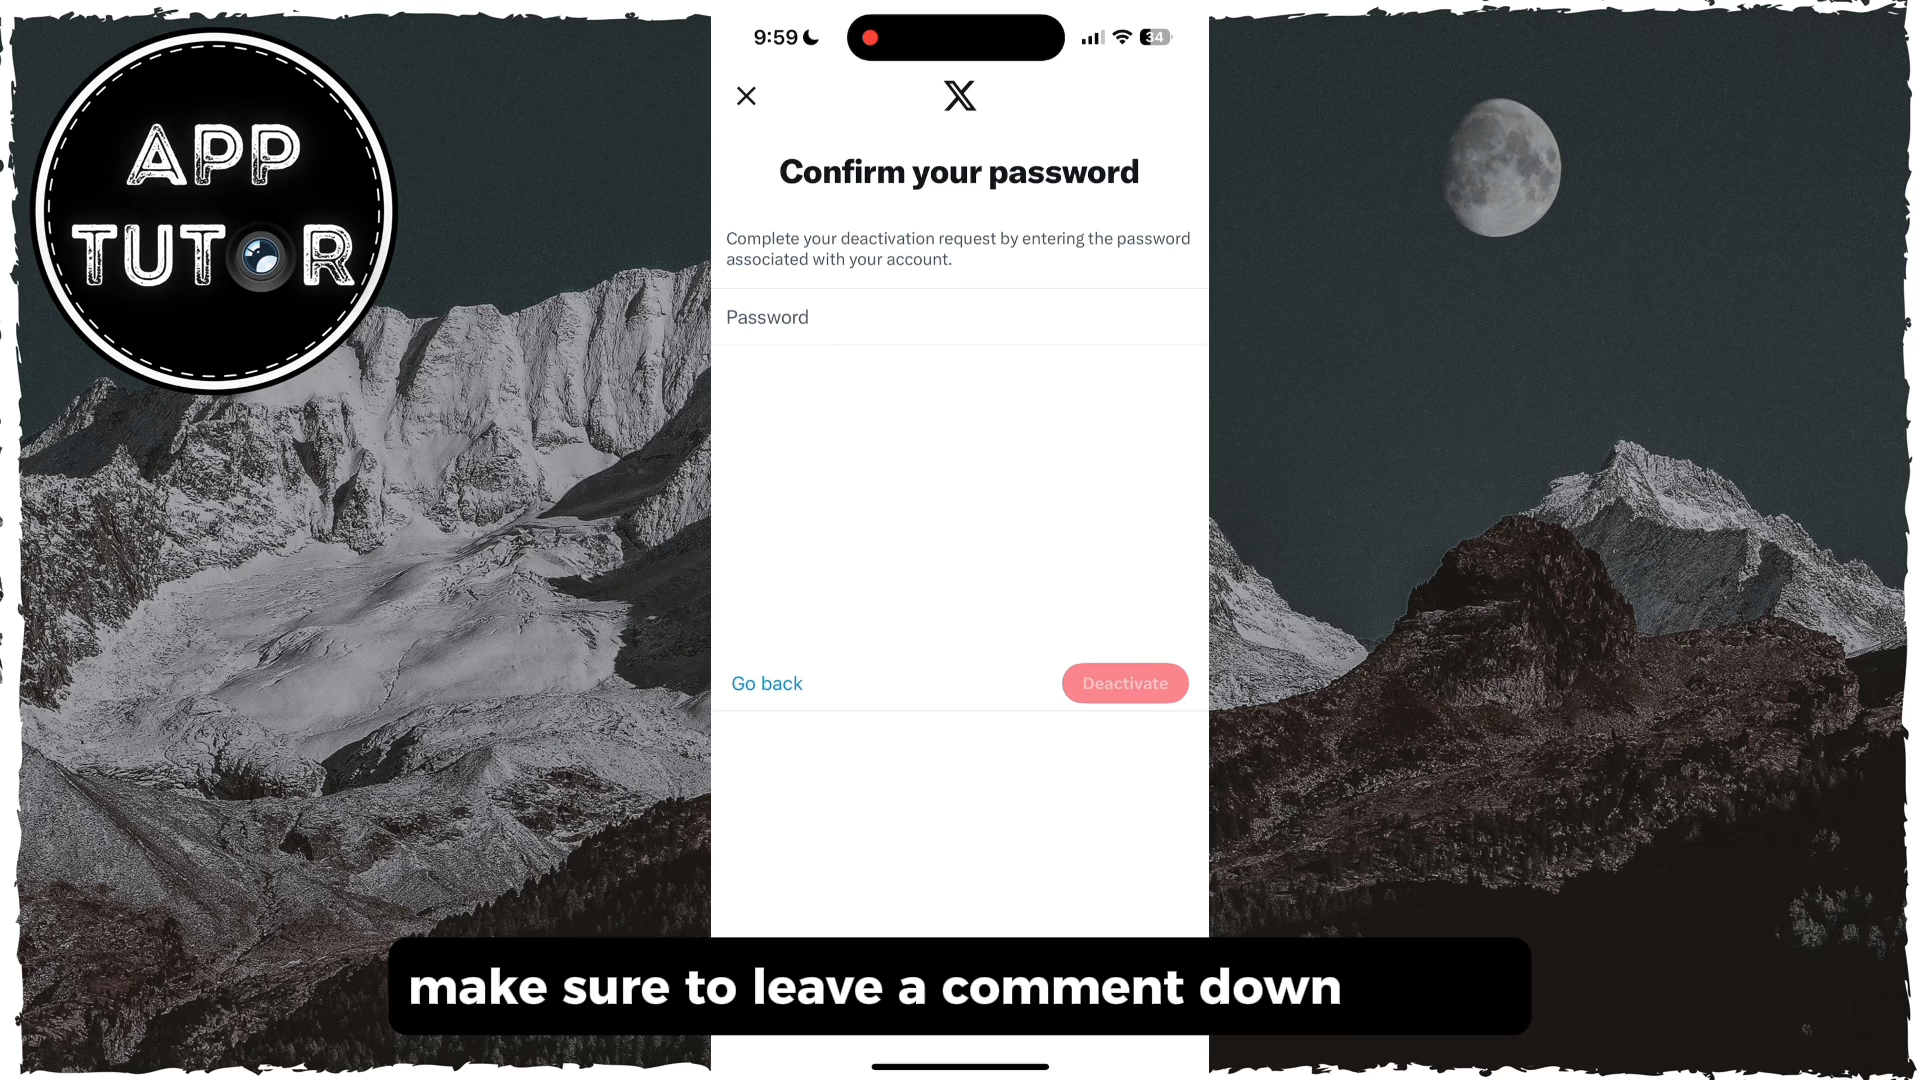 APP
TUTOR
9:59
34
X
Confirm your password
Complete your deactivation request by entering the password
associated with your account.
Password
Go back
Deactivate
make sure to leave a comment down